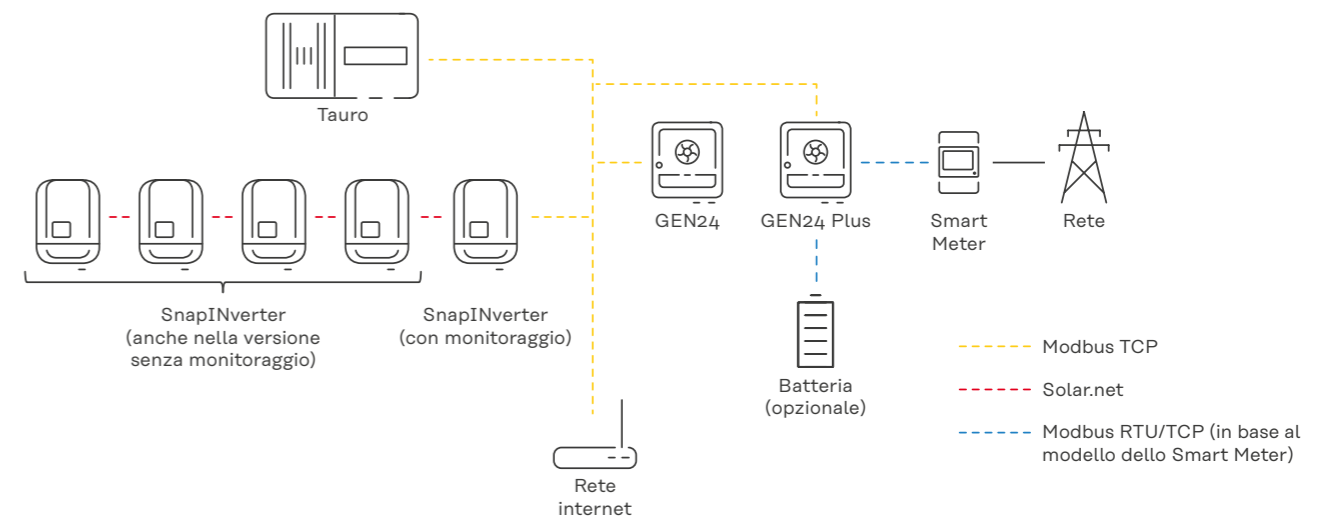 Tauro
GEN24
GEN24 Plus
Smart
Meter
Rete
SnapINverter
(anche nella versione
senza monitoraggio)
SnapINverter
(con monitoraggio)
Batteria
(opzionale)
Rete
internet
Modbus TCP
Solar.net
Modbus RTU/TCP (in base al
modello dello Smart Meter)